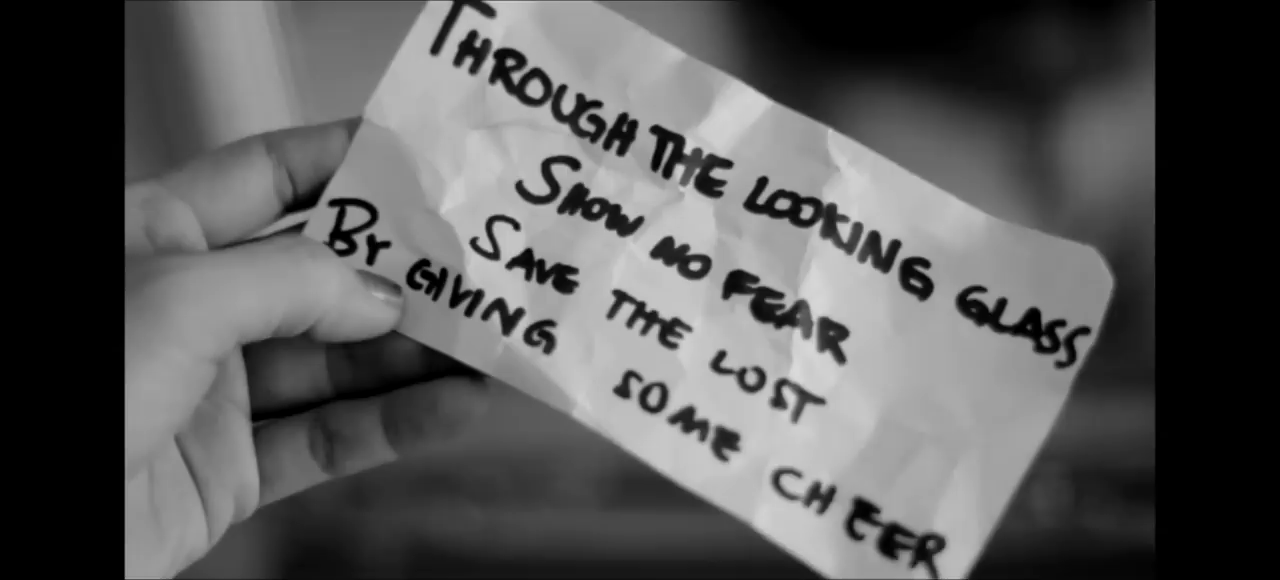 THROUGH THE LOOKING GLASS
SHOW NO FEAR
SAVE THE LOST
BY GIVING SOME CHEER